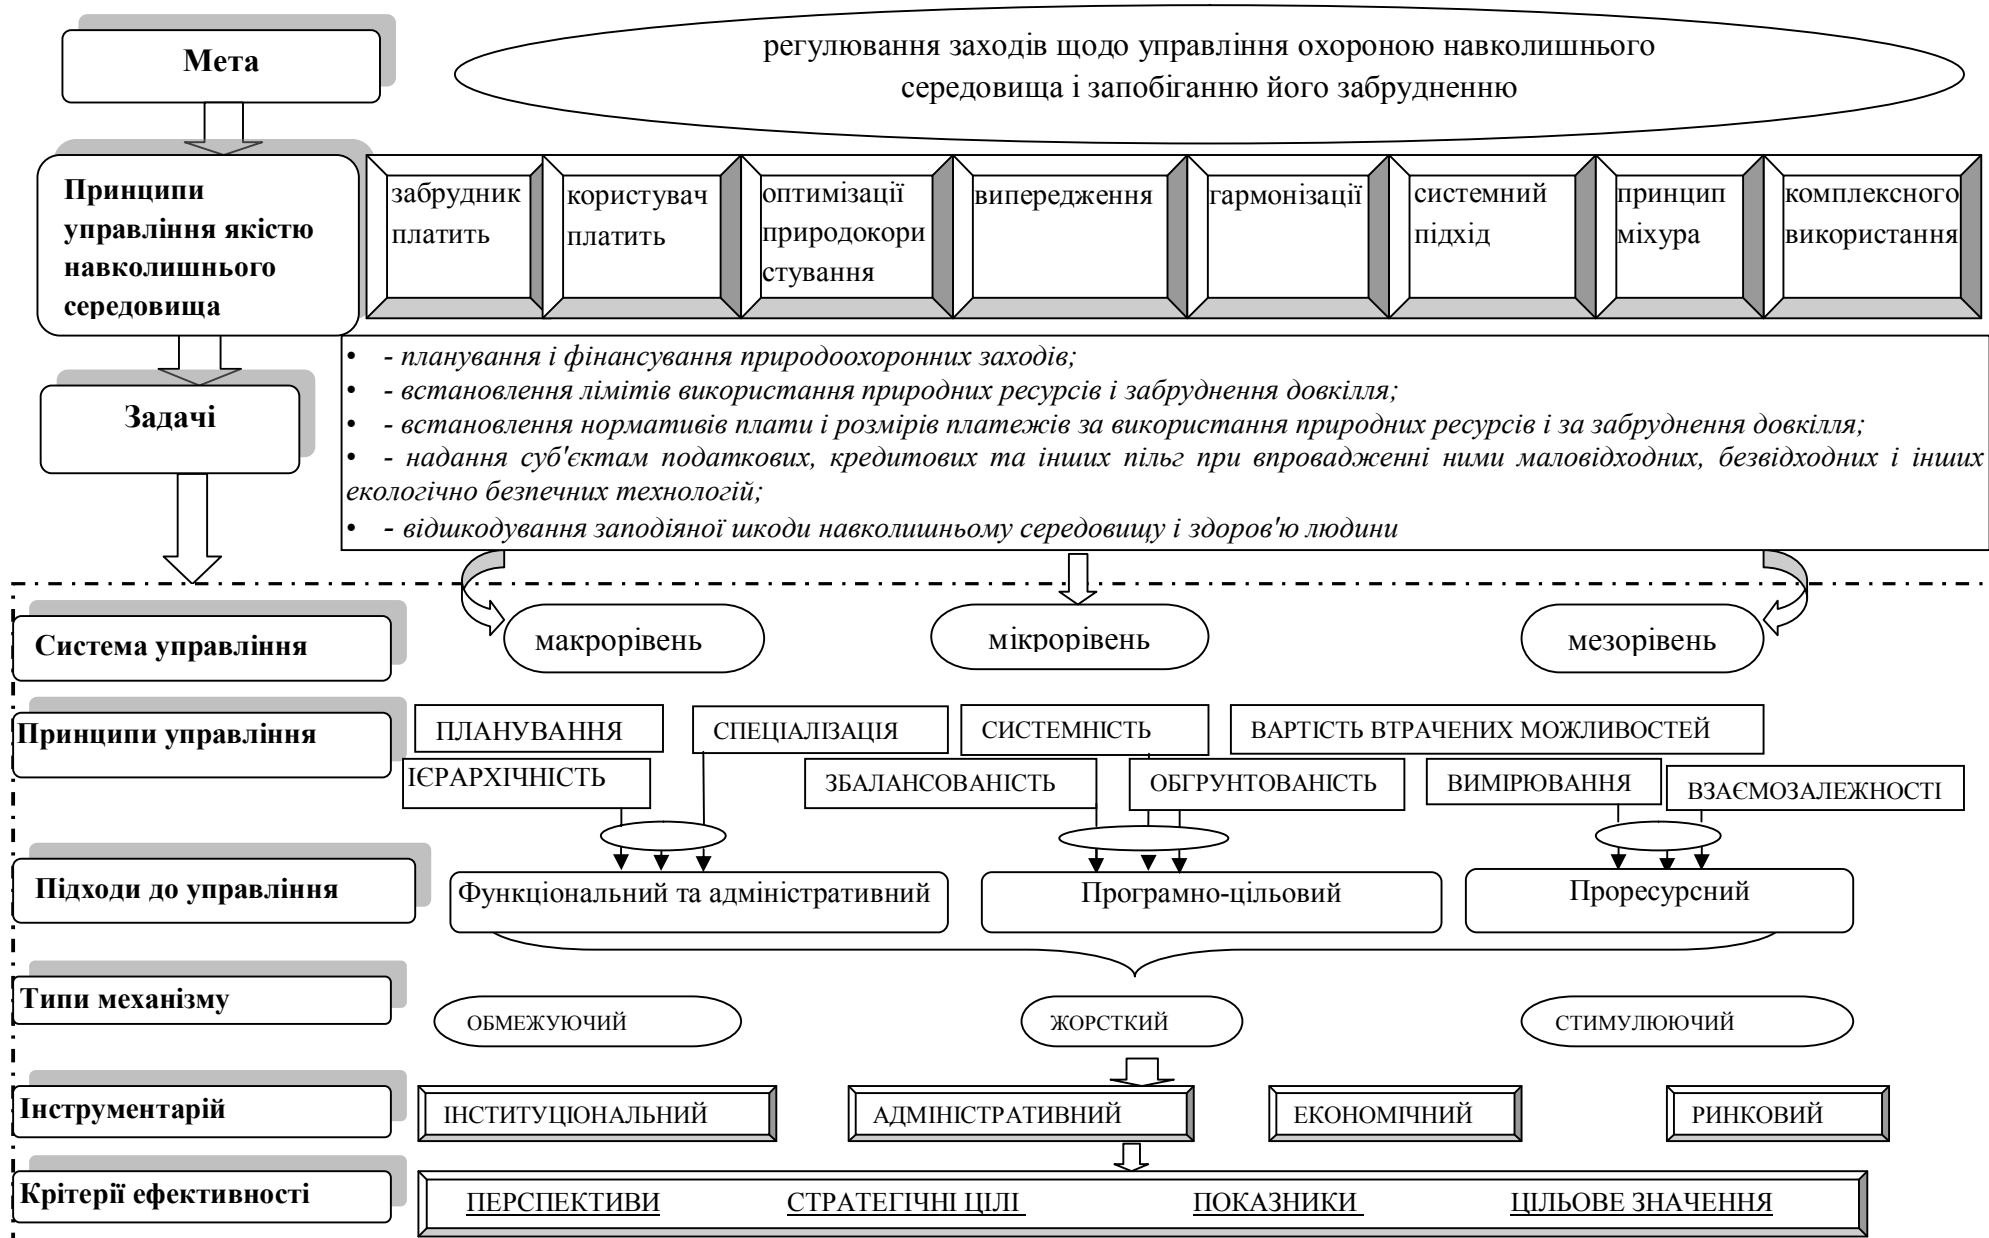 Мета
регулювання заходів щодо управління охороною навколишнього
середовища і запобіганню його забрудненню
Принципи
управління якістю
навколишнього
середовища
забрудник
платить
користувач
платить
оптимізації
природокори
стування
випередження
гармонізації
системний
підхід
принцип
міхура
комплексного
використання
Задачі
• - планування і фінансування природоохоронних заходів;
• - встановлення лімітів використання природних ресурсів і забруднення довкілля;
• - встановлення нормативів плати і розмірів платежів за використання природних ресурсів і за забруднення довкілля;
• - надання суб'єктам податкових, кредитових та інших пільг при впровадженні ними маловідходних, безвідходних і інших
екологічно безпечних технологій;
• - відшкодування заподіяної шкоди навколишньому середовищу і здоров'ю людини
Система управління
макрорівень
мікрорівень
мезорівень
Принципи управління
ПЛАНУВАННЯ
СПЕЦІАЛІЗАЦІЯ
СИСТЕМНІСТЬ
ВАРТІСТЬ ВТРАЧЕНИХ МОЖЛИВОСТЕЙ
ІЄРАРХІЧНІСТЬ
ЗБАЛАНСОВАНІСТЬ
ОБГРУНТОВАНІСТЬ
ВИМІРЮВАННЯ
ВЗАЄМОЗАЛЕЖНОСТІ
Підходи до управління
Функціональний та адміністративний
Програмно-цільовий
Проресурсний
Типи механізму
ОБМЕЖУЮЧИЙ
ЖОРСТКИЙ
СТИМУЛЮЮЧИЙ
Інструментарій
ІНСТИТУЦІОНАЛЬНИЙ
АДМІНІСТРАТИВНИЙ
ЕКОНОМІЧНИЙ
РИНКОВИЙ
Крітерії ефективності
ПЕРСПЕКТИВИ
СТРАТЕГІЧНІ ЦІЛІ
ПОКАЗНИКИ
ЦІЛЬОВЕ ЗНАЧЕННЯ